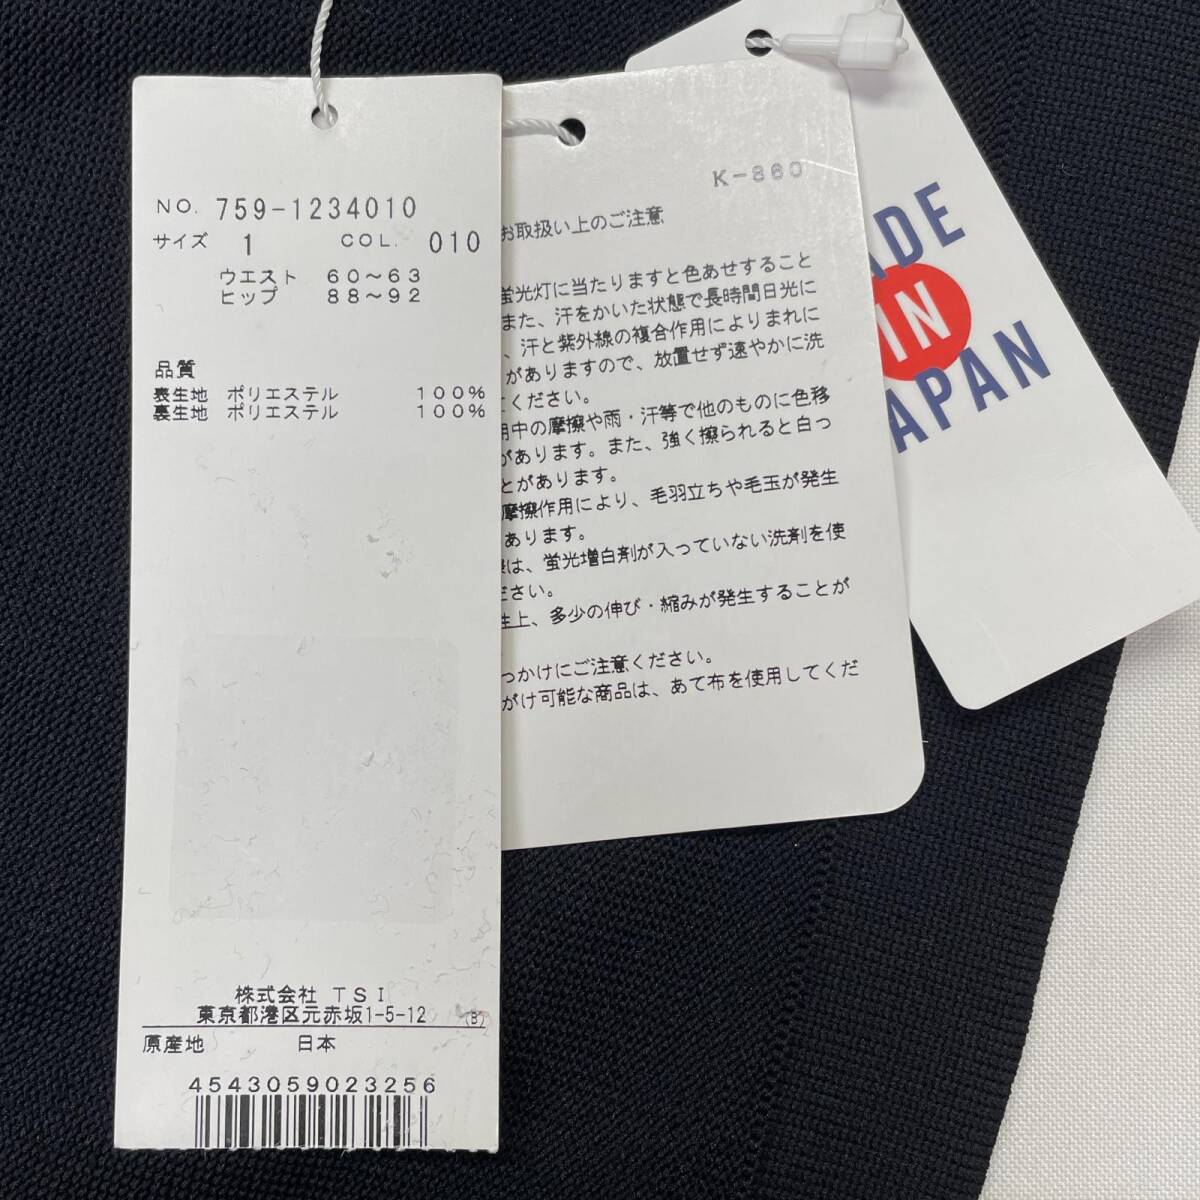 NO. 759-1234010
サイズ 1 COL. 010
ウエスト 60～63
ヒップ 88～92
品質
表生地 ポリエステル 100%
裏生地 ポリエステル 100%
株式会社 TSI
東京都港区元赤坂1-5-12 (B)
原産地 日本
4543059023256
K-860
お取扱い上のご注意
蛍光灯に当たりますと色あせすること
また、汗をかいた状態で長時間日光に
、汗と紫外線の複合作用によりまれに
がありますので、放置せず速やかに洗
ください。
用中の摩擦や雨・汗等で他のものに色移
があります。また、強く擦られると白っ
とがあります。
摩擦作用により、毛羽立ちや毛玉が発生
あります。
は、蛍光増白剤が入っていない洗剤を使
ださい。
性上、多少の伸び・縮みが発生することが
っかけにご注意ください。
がけ可能な商品は、あて布を使用してくだ
ADE
IN
JAPAN